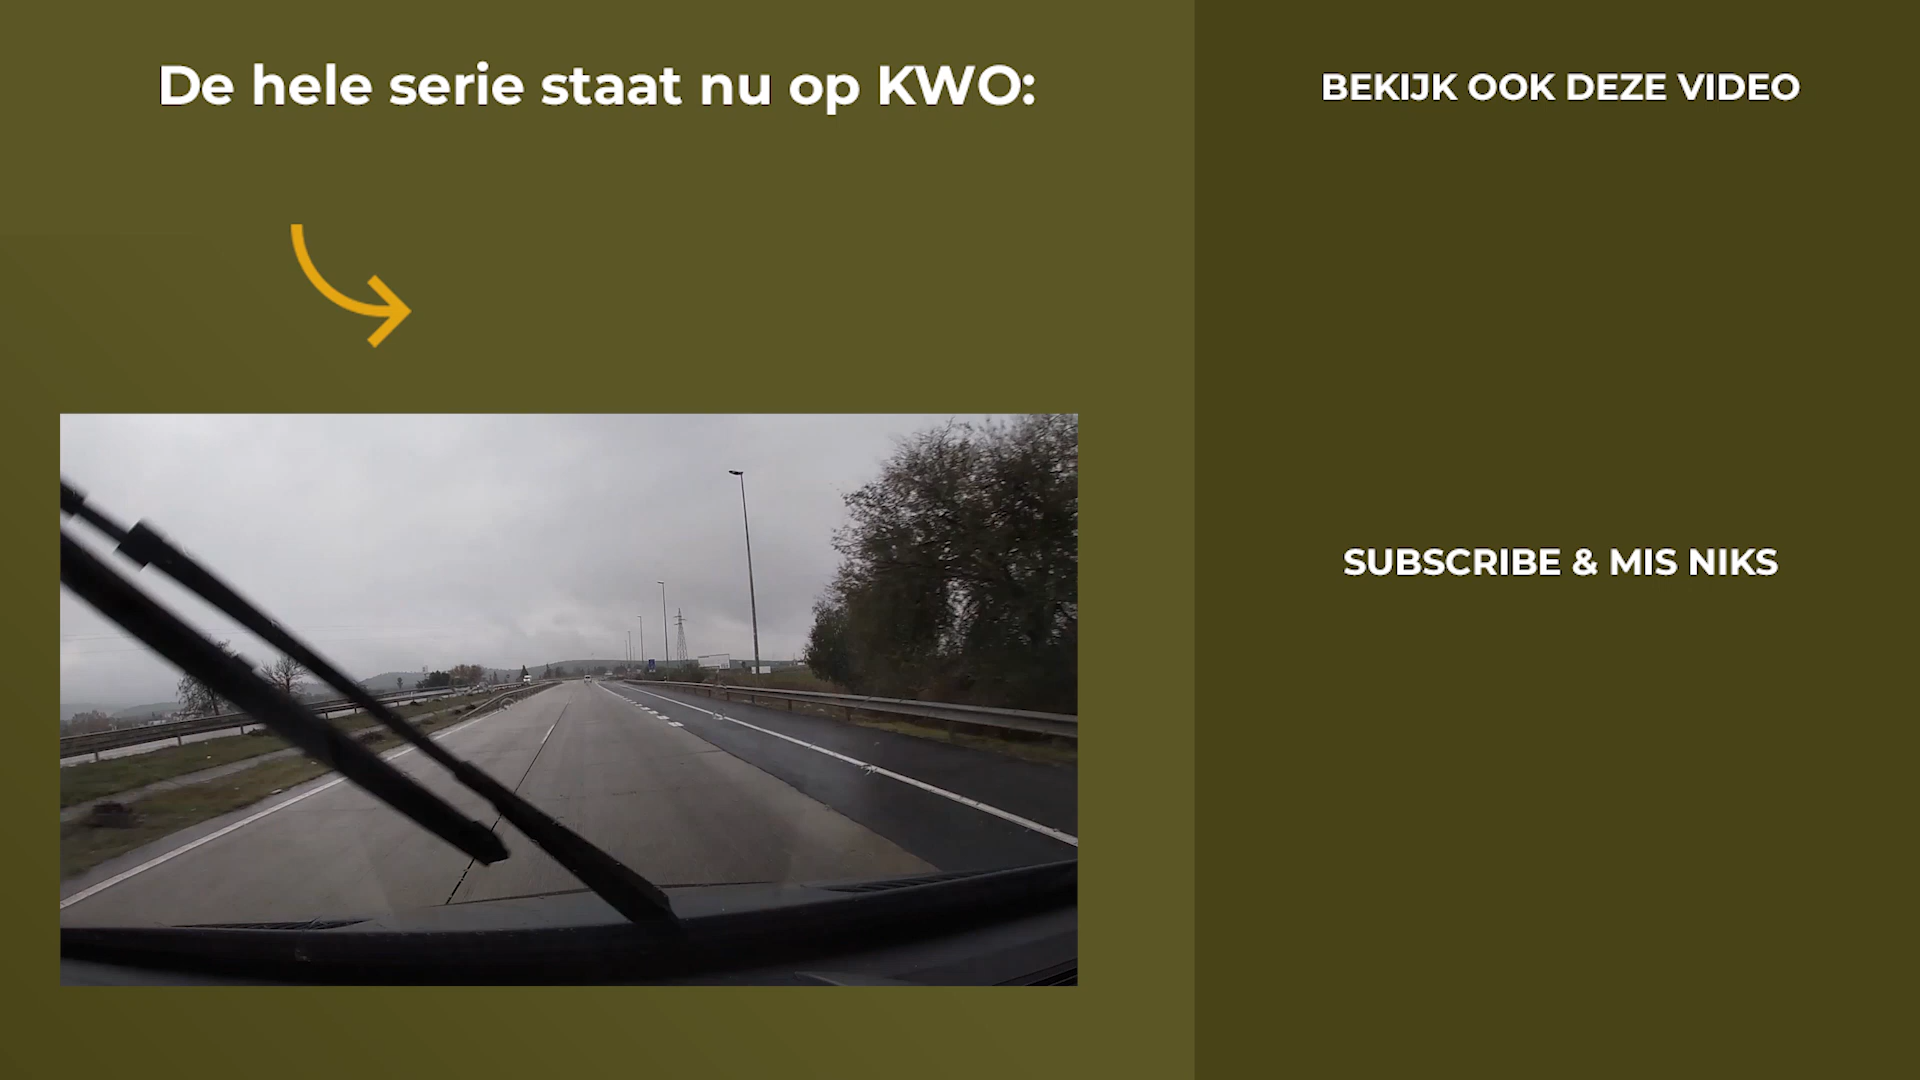 De hele serie staat nu op KWO:
BEKIJK OOK DEZE VIDEO
SUBSCRIBE & MIS NIKS